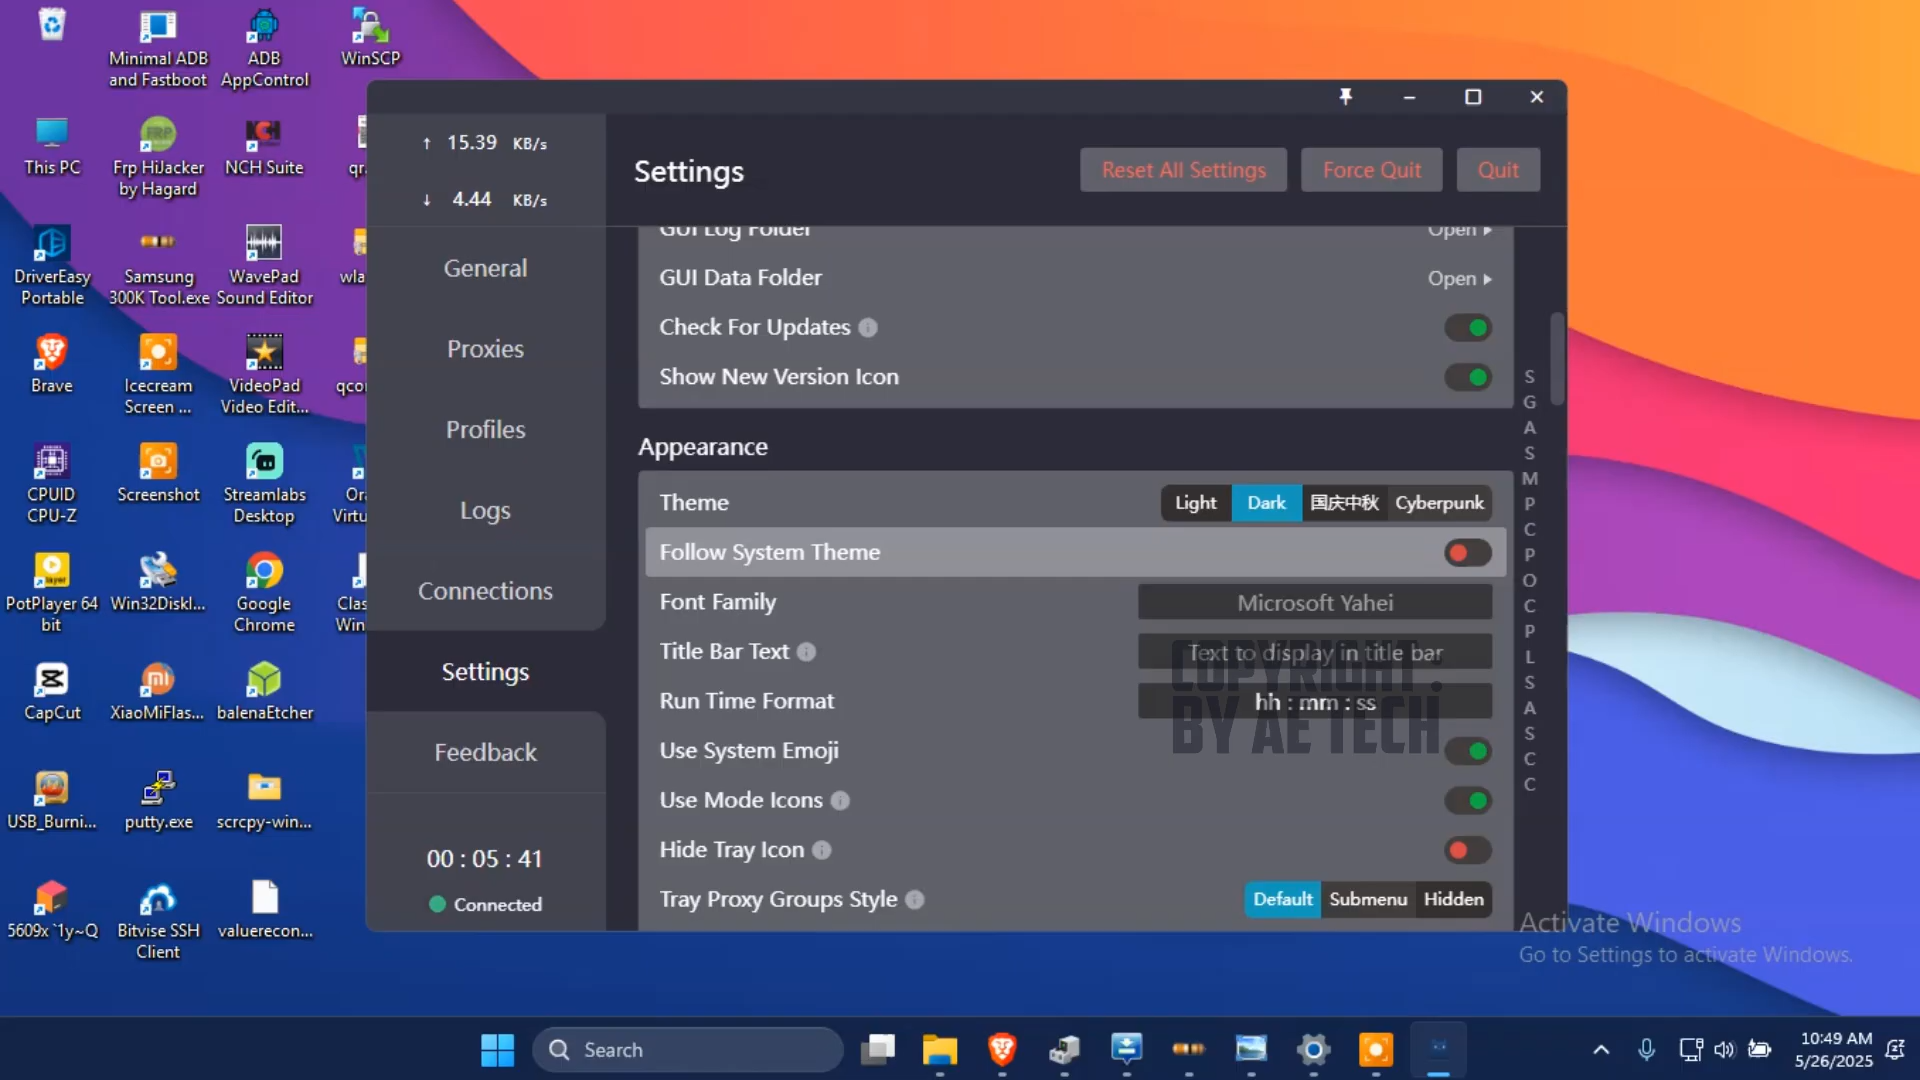 Minimal ADB
and Fastboot
ADB
AppControl
WinSCP
This PC
Frp HiJacker
by Hagard
NCH Suite
DriverEasy
Portable
Samsung
300K Tool.exe
WavePad
Sound Editor
Brave
Icecream
Screen ...
VideoPad
Video Edit...
CPUID
CPU-Z
Screenshot
Streamlabs
Desktop
PotPlayer 64
bit
Win32DiskI...
Google
Chrome
CapCut
XiaoMiFlas...
balenaEtcher
USB_Burni...
putty.exe
scrcpy-win...
5609x `1y~Q
Bitvise SSH
Client
valuerecon...
↑ 15.39 KB/s
↓ 4.44 KB/s
General
Proxies
Profiles
Logs
Connections
Settings
Feedback
00 : 05 : 41
Connected
Settings
Reset All Settings
Force Quit
Quit
GUI Log Folder Open
GUI Data Folder Open
Check For Updates
Show New Version Icon
Appearance
Theme Light Dark 国庆中秋 Cyberpunk
Follow System Theme
Font Family Microsoft Yahei
Title Bar Text Text to display in title bar
Run Time Format hh : mm : ss
Use System Emoji
Use Mode Icons
Hide Tray Icon
Tray Proxy Groups Style Default Submenu Hidden
COPYRIGHT :
BY AE TECH
S
G
A
S
M
P
C
P
O
C
P
L
S
A
S
C
C
Activate Windows
Go to Settings to activate Windows.
Search
10:49 AM
5/26/2025